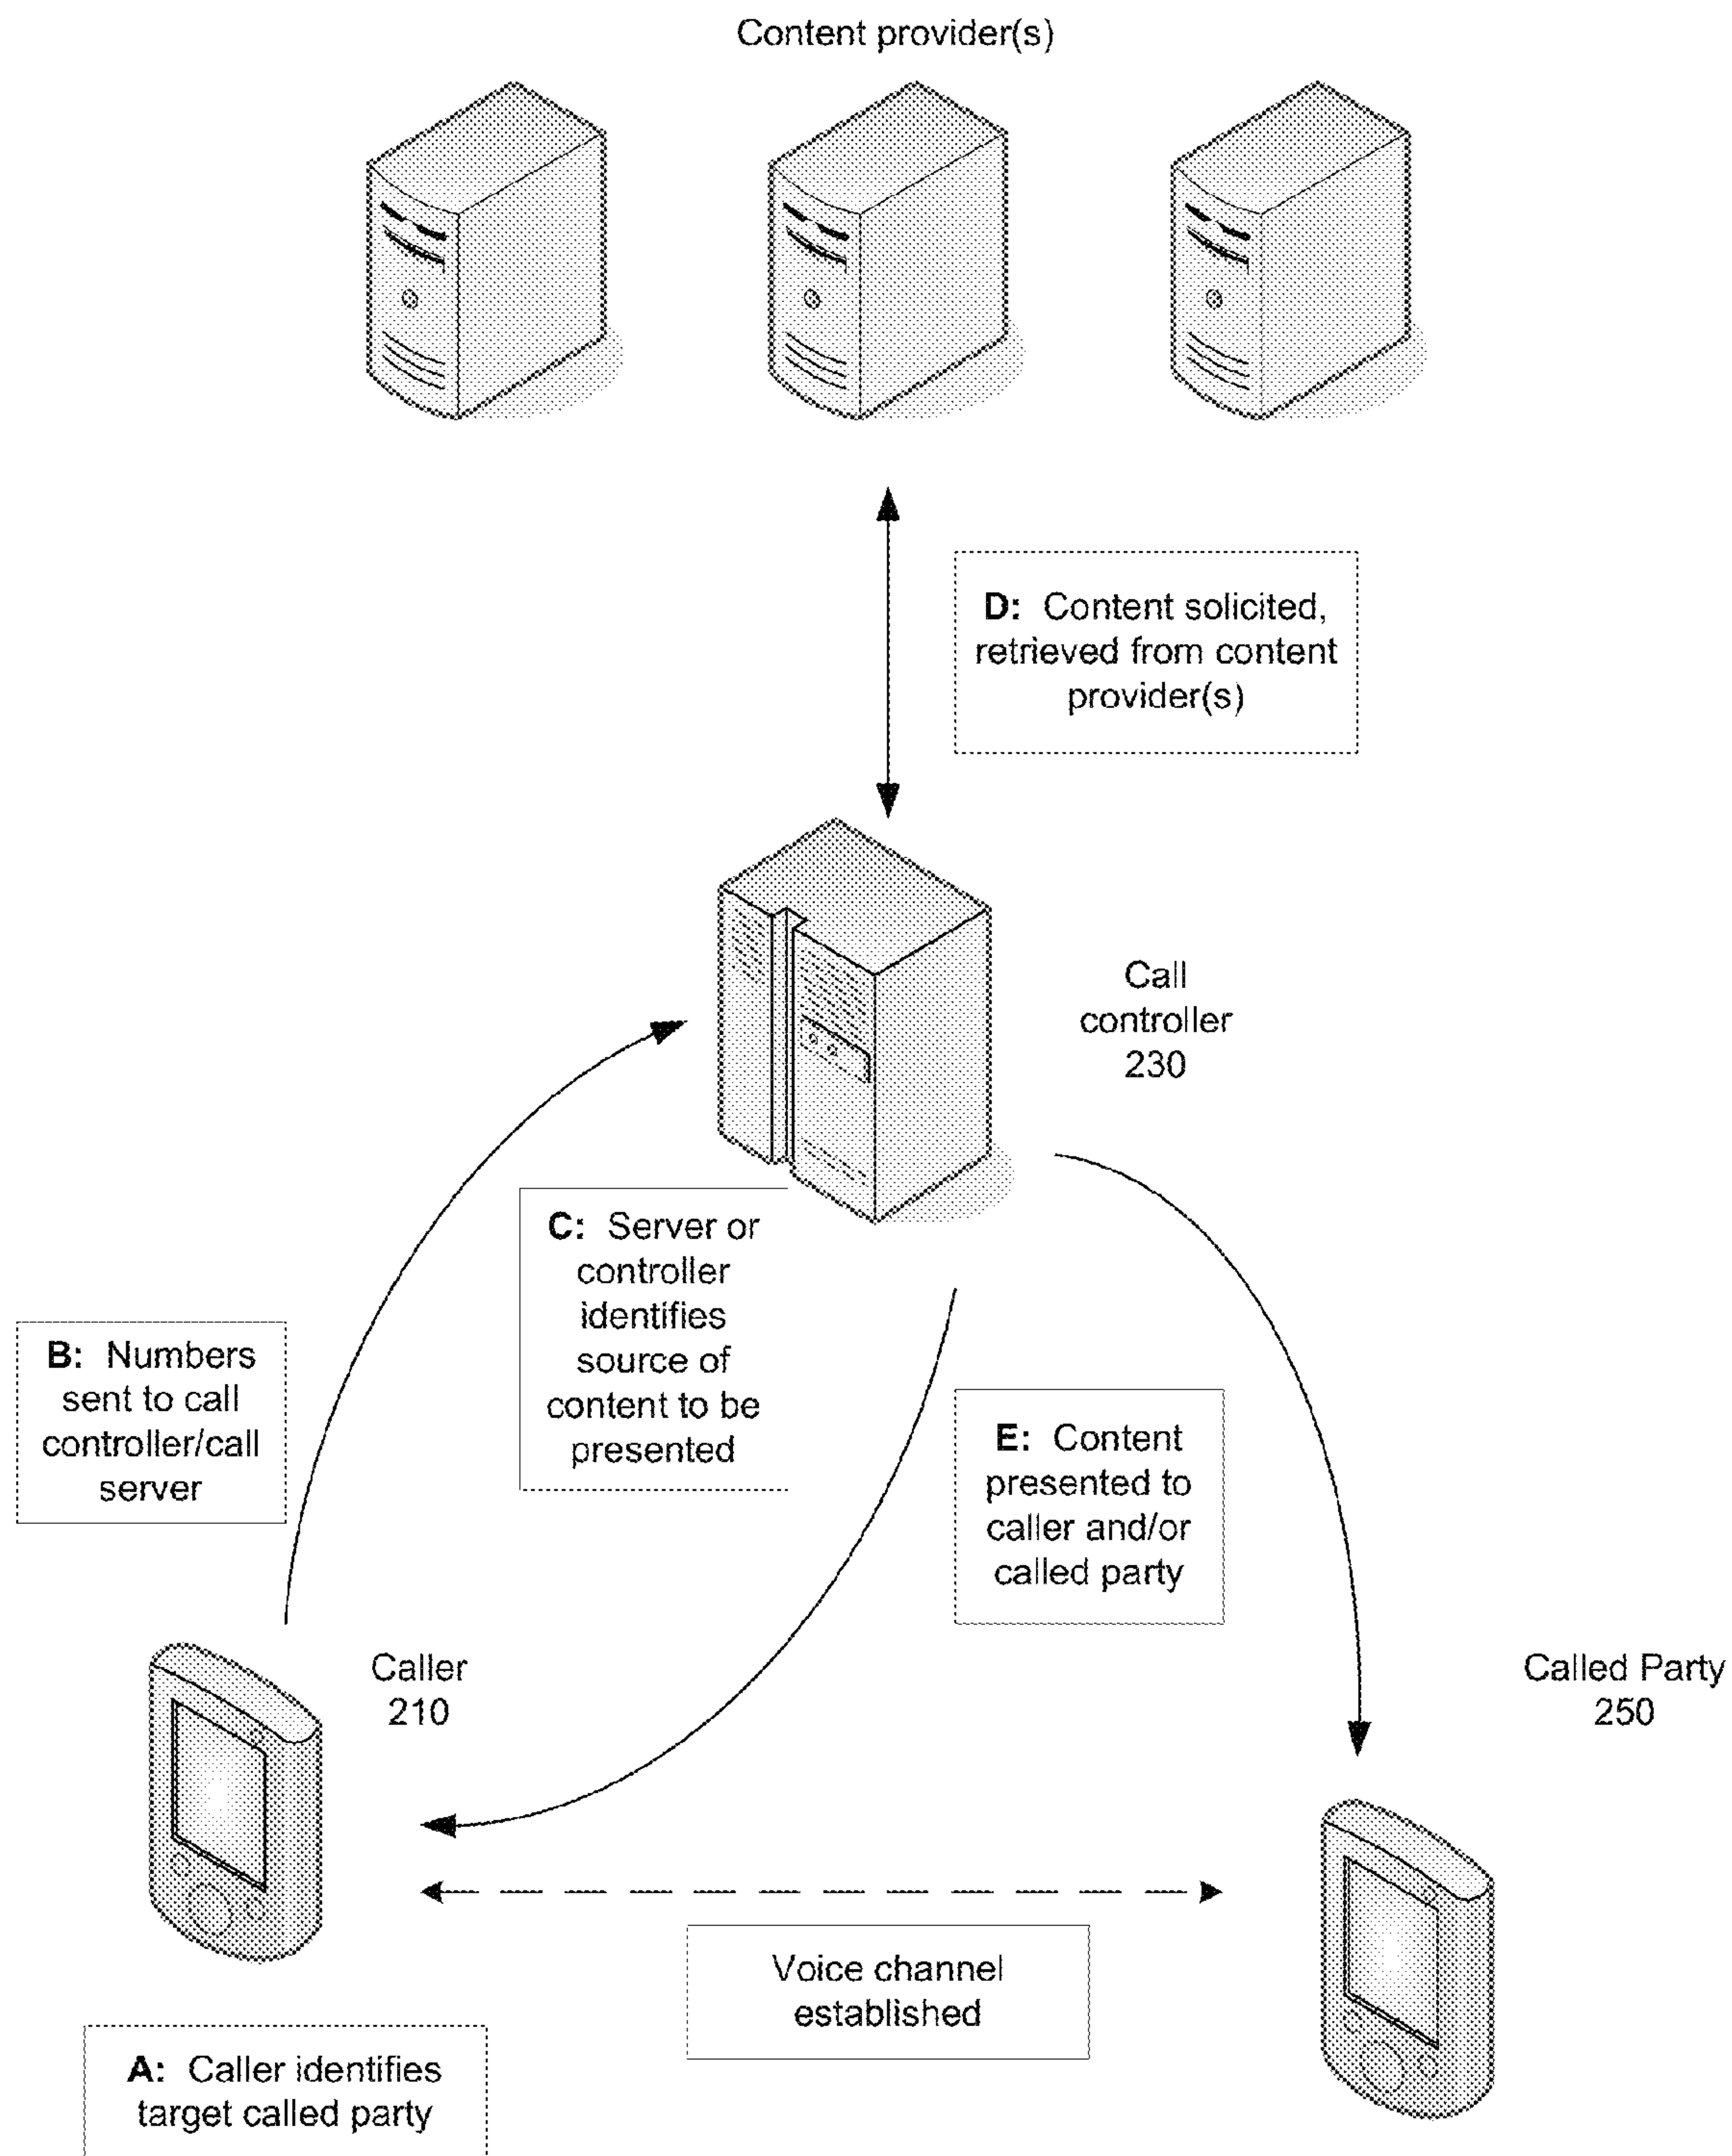 Content provider(s)
D: Content solicited,
retrieved from content
provider(s)
Call
controller
230
C: Server or
controller
identifies
source of
content to be
presented
B: Numbers
sent to call
controller/call
server
E: Content
presented to
caller and/or
called party
Caller
210
Called Party
250
Voice channel
established
A: Caller identifies
target called party